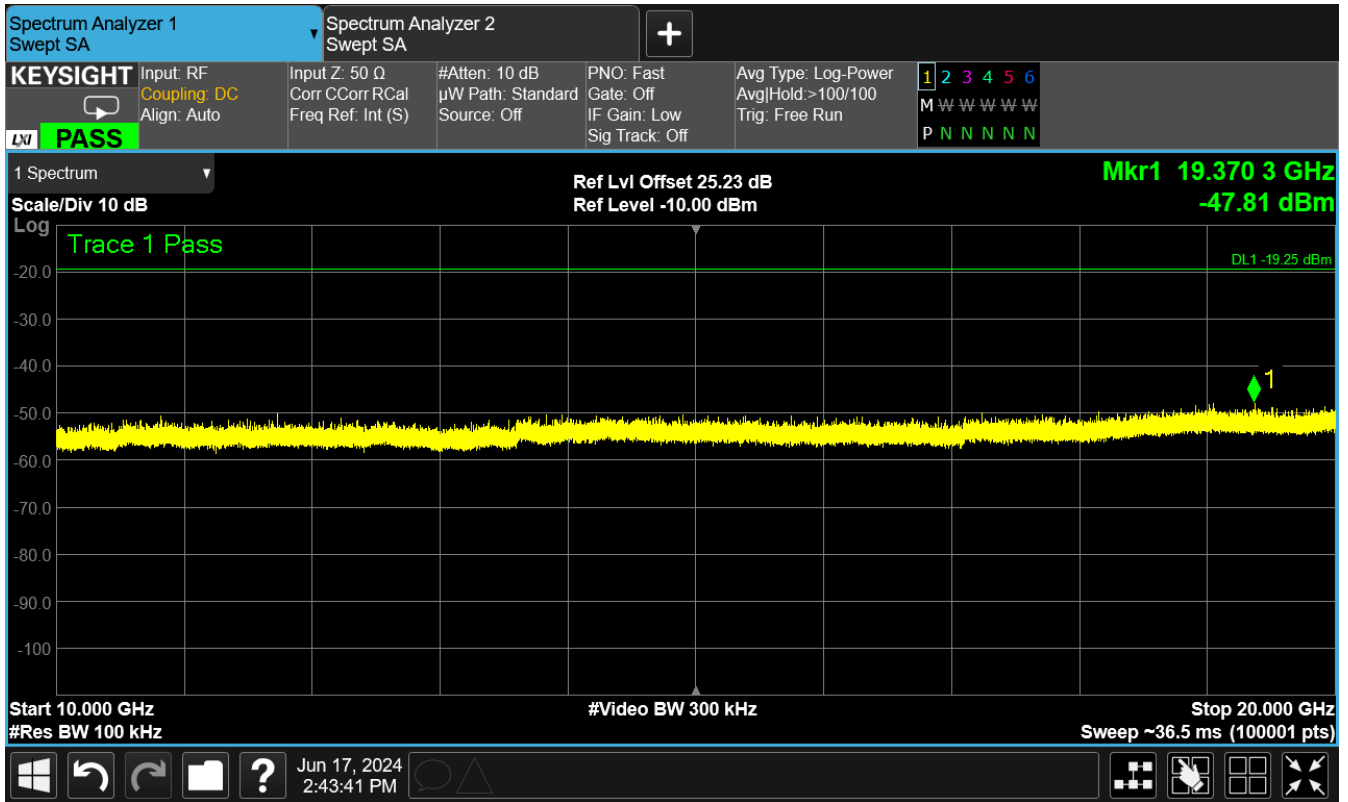 Spectrum Analyzer 1
Swept SA
Spectrum Analyzer 2
Swept SA
KEYSIGHT
LXI PASS
Input: RF
Coupling: DC
Align: Auto
Input Z: 50 Ω
Corr CCorr RCal
Freq Ref: Int (S)
#Atten: 10 dB
µW Path: Standard
Source: Off
PNO: Fast
Gate: Off
IF Gain: Low
Sig Track: Off
Avg Type: Log-Power
Avg|Hold:>100/100
Trig: Free Run
1 2 3 4 5 6
M W W W W W
P N N N N N
1 Spectrum
Scale/Div 10 dB
Log
Ref Lvl Offset 25.23 dB
Ref Level -10.00 dBm
Mkr1 19.370 3 GHz
-47.81 dBm
Trace 1 Pass
DL1 -19.25 dBm
-20.0
-30.0
-40.0
1
-50.0
-60.0
-70.0
-80.0
-90.0
-100
Start 10.000 GHz
#Res BW 100 kHz
#Video BW 300 kHz
Stop 20.000 GHz
Sweep ~36.5 ms (100001 pts)
?
Jun 17, 2024
2:43:41 PM